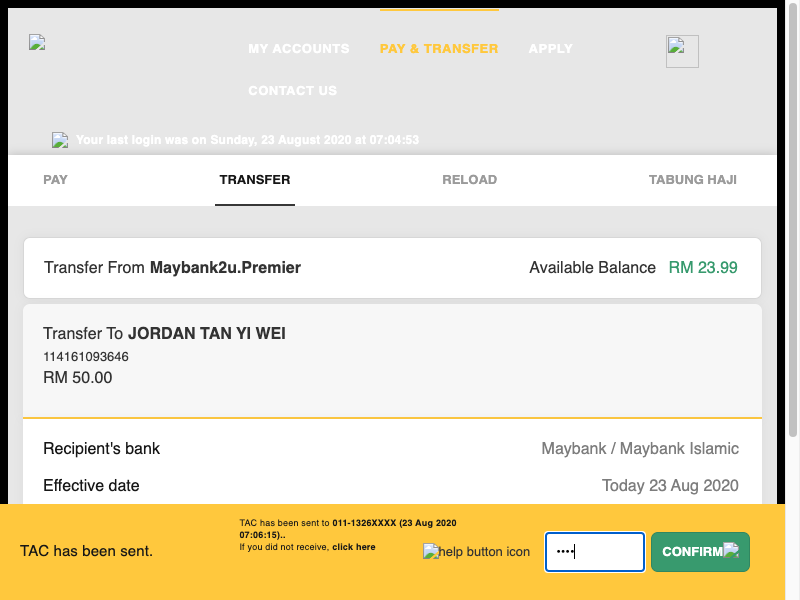 MY ACCOUNTS PAY & TRANSFER APPLY
CONTACT US
Your last login was on Sunday, 23 August 2020 at 07:04:53
PAY TRANSFER RELOAD TABUNG HAJI
Transfer From Maybank2u.Premier Available Balance RM 23.99
Transfer To JORDAN TAN YI WEI
114161093646
RM 50.00
Recipient's bank Maybank / Maybank Islamic
Effective date Today 23 Aug 2020
TAC has been sent.
TAC has been sent to 011-1326XXXX (23 Aug 2020
07:06:15)..
If you did not receive, click here
help button icon
CONFIRM